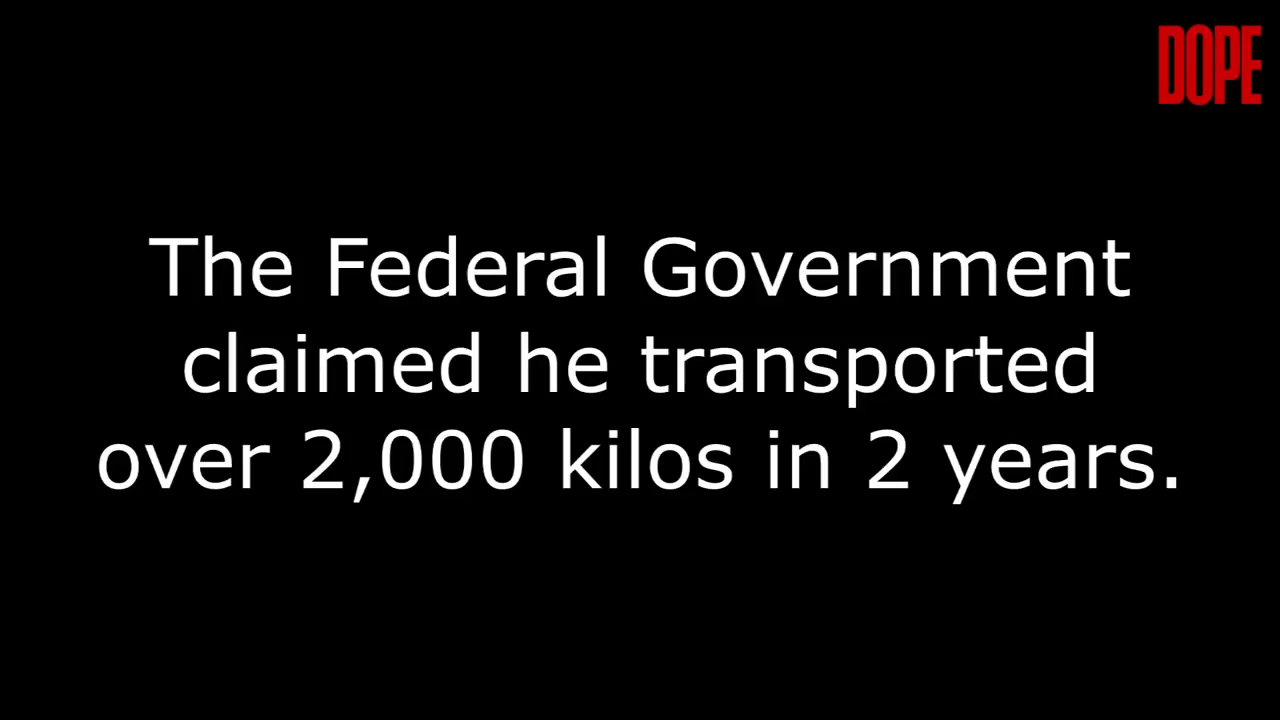 DOPE
The Federal Government
claimed he transported
over 2,000 kilos in 2 years.